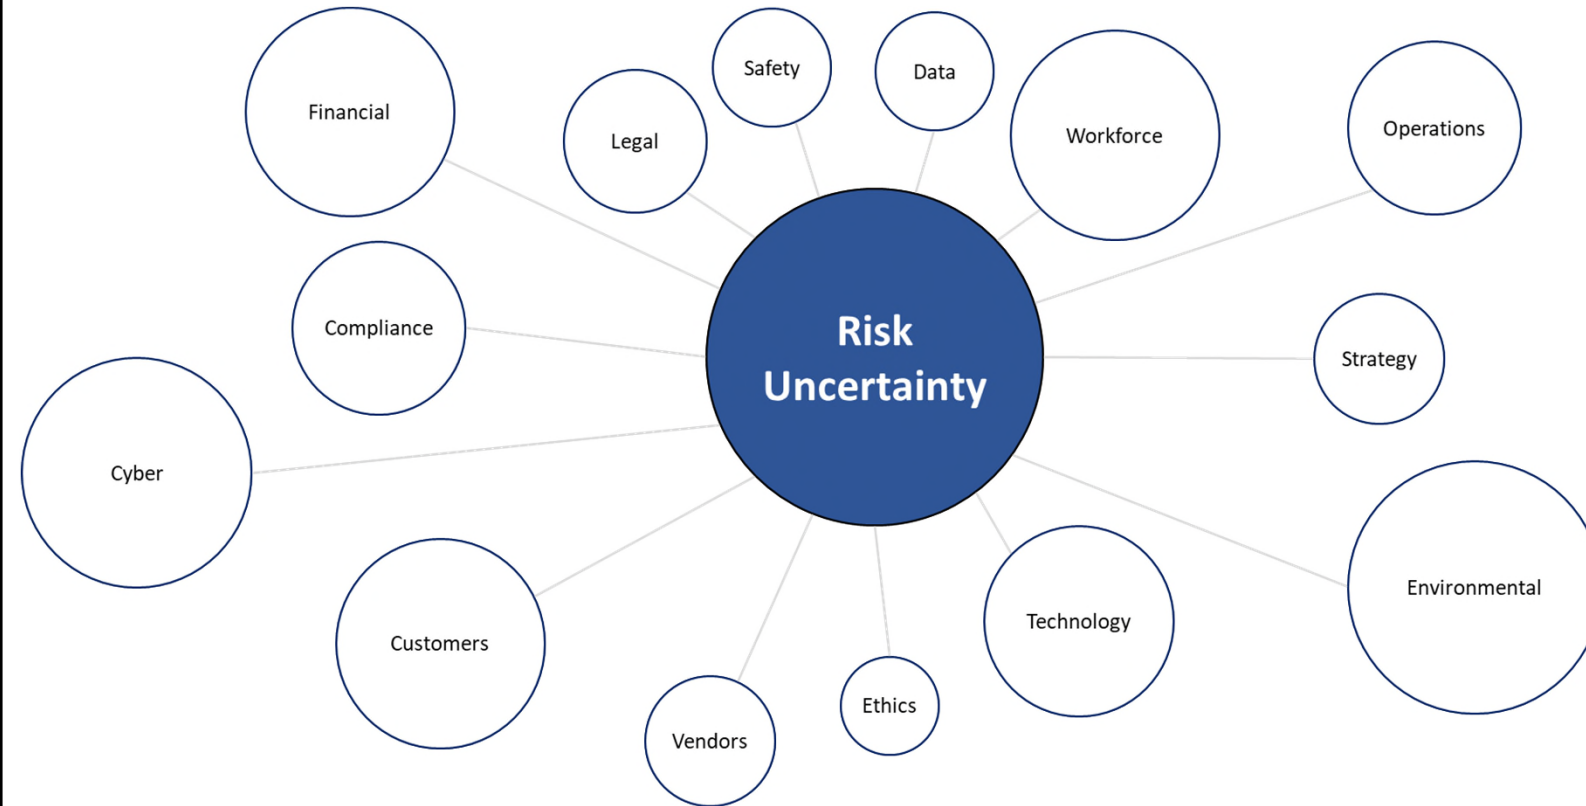 Safety
Data
Financial
Legal
Workforce
Operations
Compliance
Risk
Uncertainty
Strategy
Cyber
Environmental
Customers
Technology
Vendors
Ethics